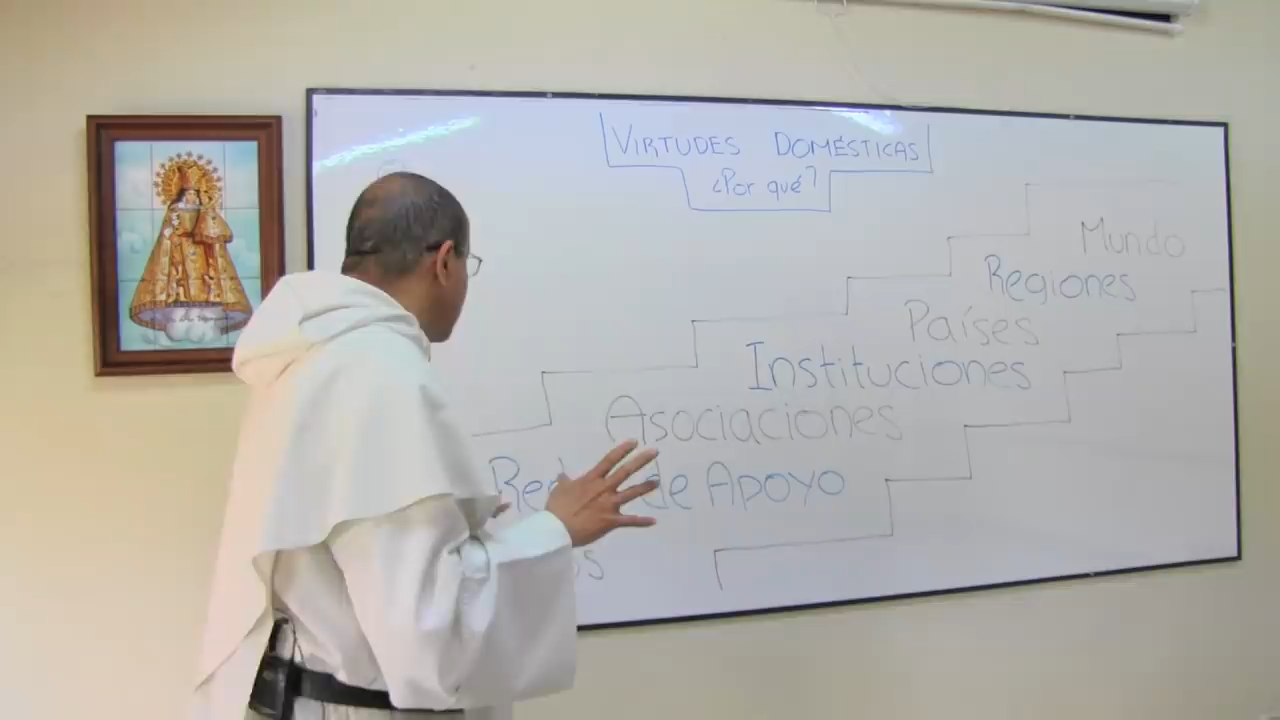 VIRTUDES DOMÉSTICAS
¿Por qué?
Mundo
Regiones
Países
Instituciones
Asociaciones
de Apoyo